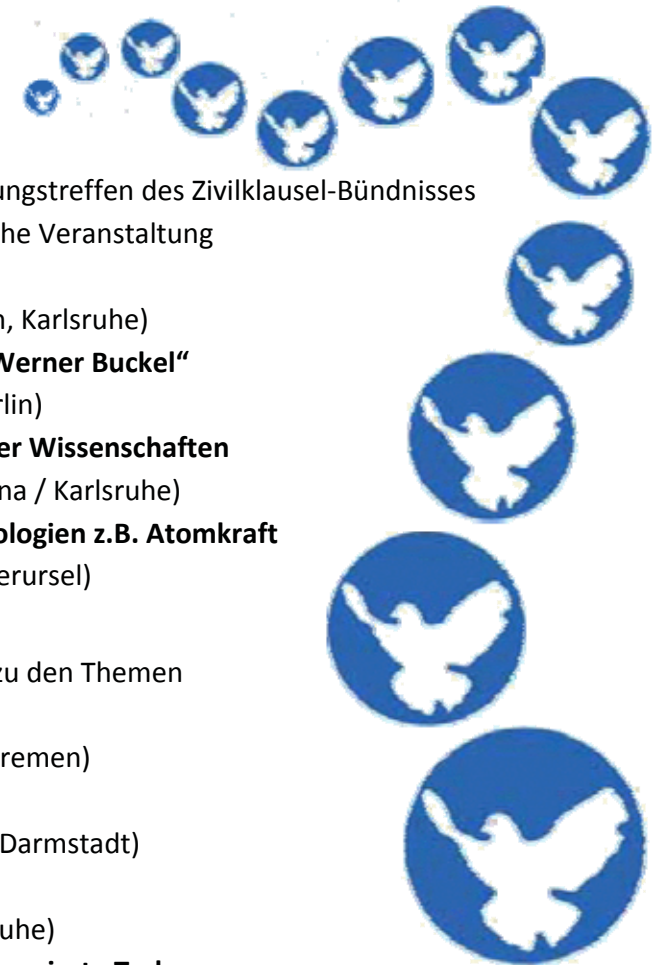 ungstreffen des Zivilklausel-Bündnisses
he Veranstaltung
n, Karlsruhe)
Werner Buckel“
rlin)
er Wissenschaften
na / Karlsruhe)
ologien z.B. Atomkraft
erursel)
zu den Themen
remen)
Darmstadt)
uhe)